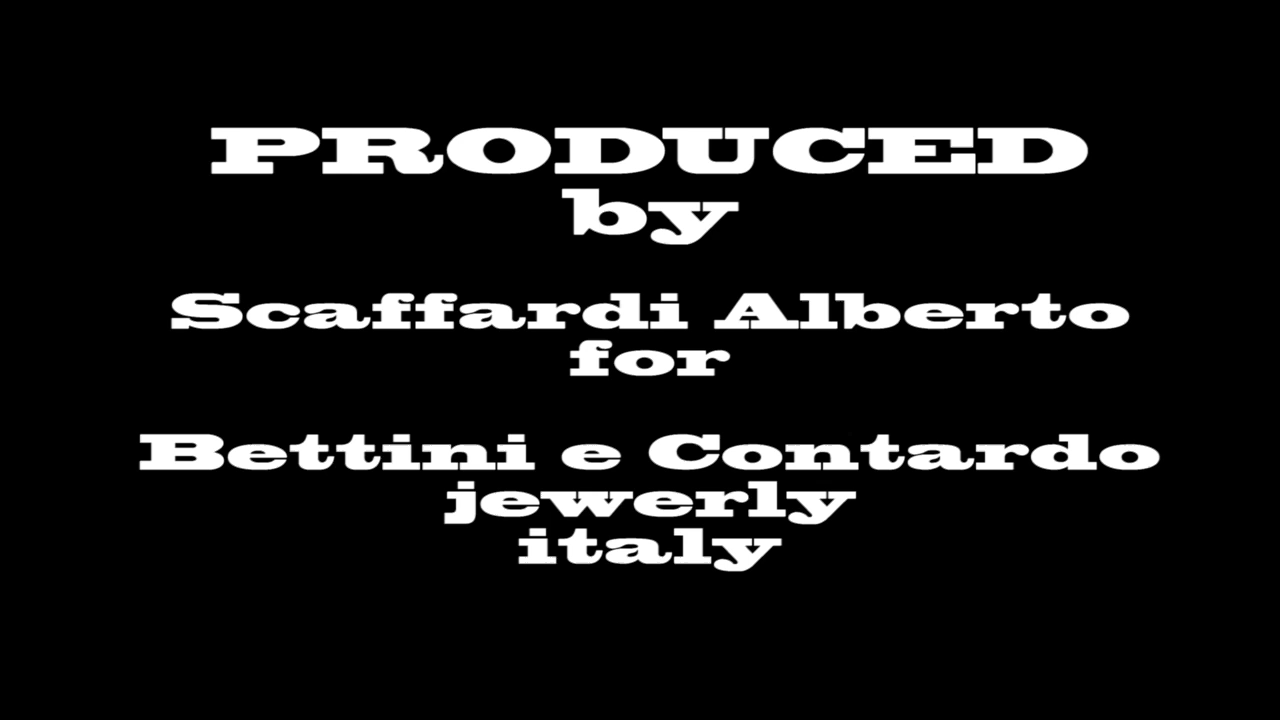 PRODUCED
by
Scaffardi Alberto
for
Bettini e Contardo
jewerly
italy